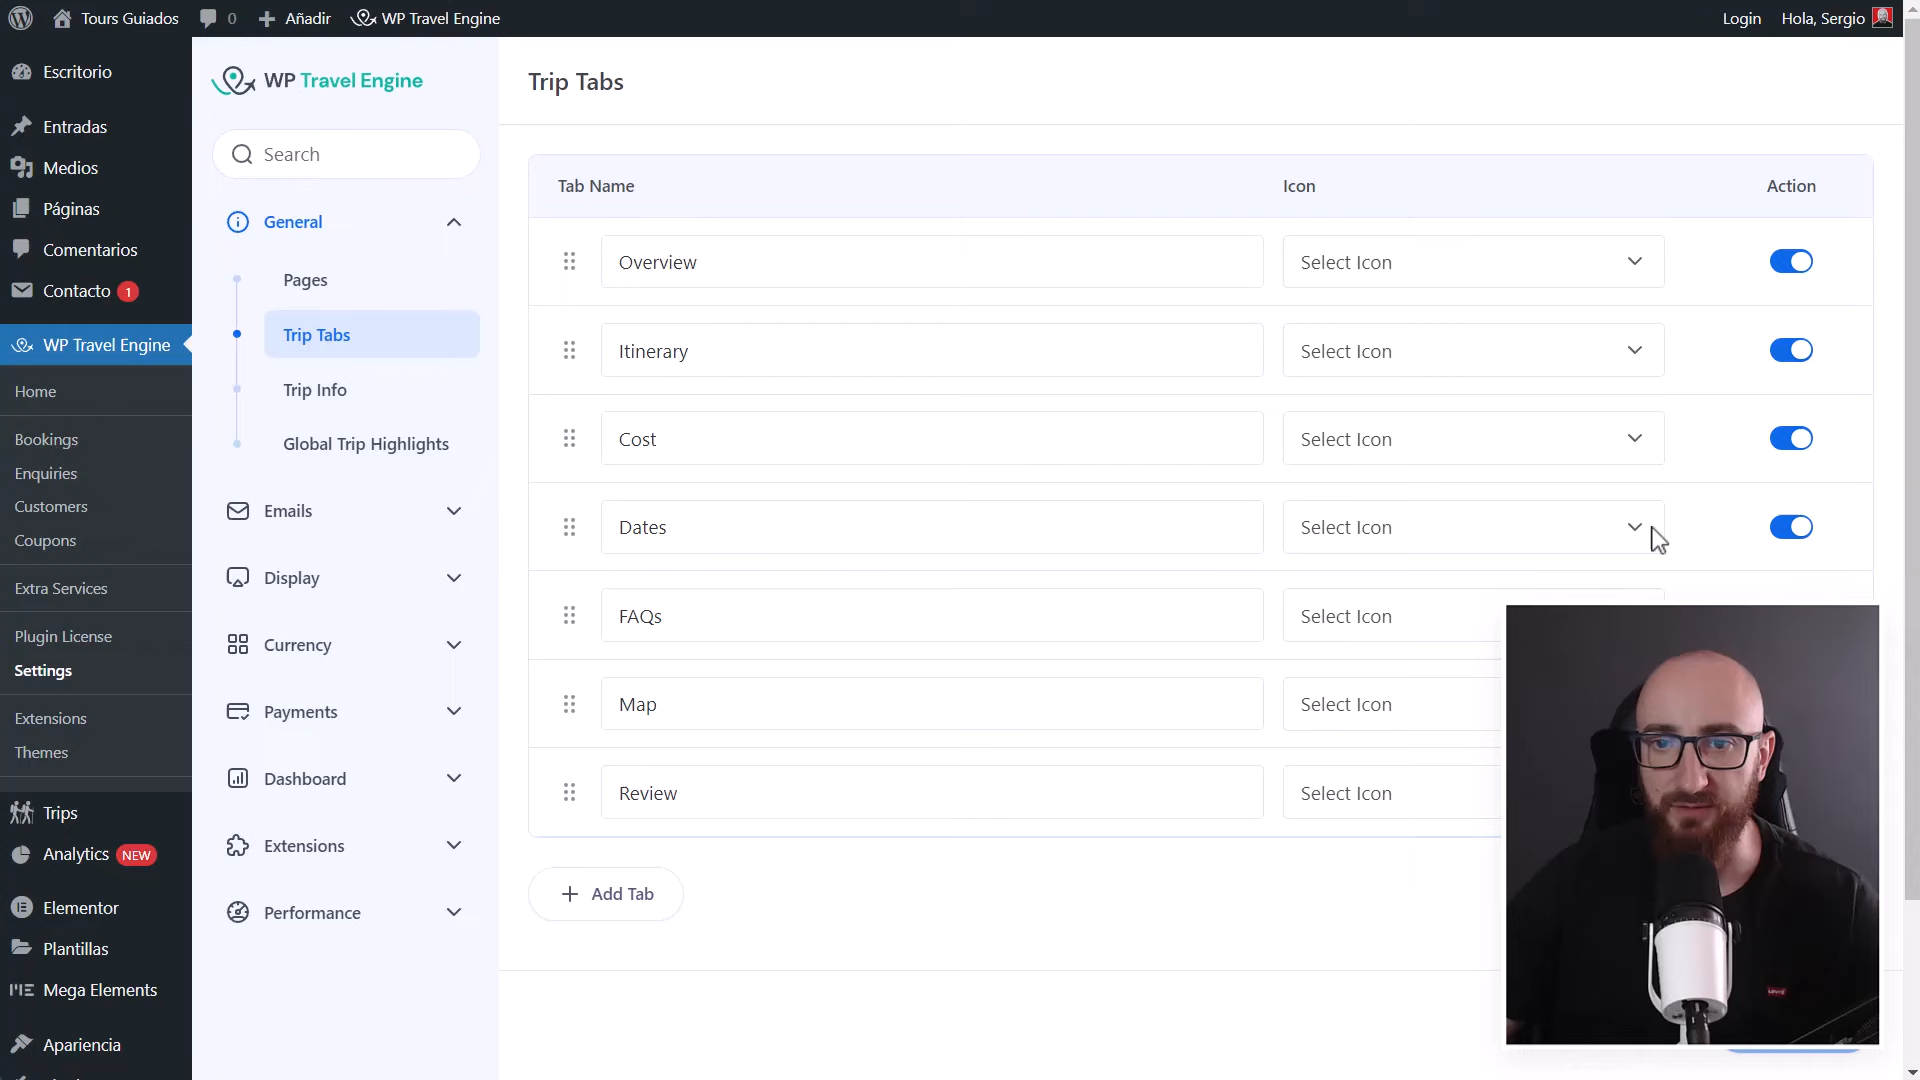 Tours Guiados
0
Añadir
WP Travel Engine
Login
Hola, Sergio
Escritorio
Entradas
Medios
Páginas
Comentarios
Contacto 1
WP Travel Engine
Home
Bookings
Enquiries
Customers
Coupons
Extra Services
Plugin License
Settings
Extensions
Themes
Trips
Analytics NEW
Elementor
Plantillas
Mega Elements
Apariencia
WP Travel Engine
Search
General
Pages
Trip Tabs
Trip Info
Global Trip Highlights
Emails
Display
Currency
Payments
Dashboard
Extensions
Performance
Trip Tabs
Tab Name Icon Action
Overview Select Icon
Itinerary Select Icon
Cost Select Icon
Dates Select Icon
FAQs Select Icon
Map Select Icon
Review Select Icon
Add Tab